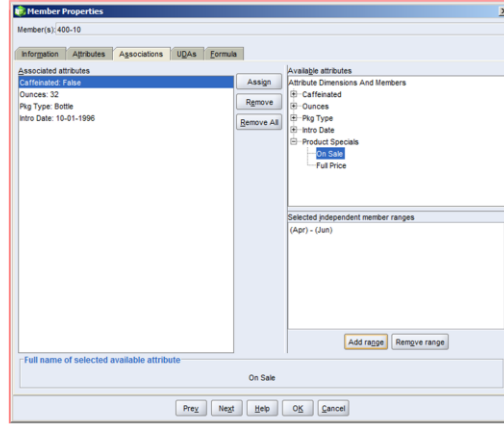 Member Properties
Member(s): 400-10
Information Attributes Associations UDAs Formula
Associated attributes
Caffeinated: False
Ounces: 32
Pkg Type: Bottle
Intro Date: 10-01-1996
Assign
Remove
Remove All
Available attributes
Attribute Dimensions And Members
Caffeinated
Ounces
Pkg Type
Intro Date
Product Specials
On Sale
Full Price
Selected independent member ranges
(Apr) - (Jun)
Add range Remove range
Full name of selected available attribute
On Sale
Prev Next Help OK Cancel